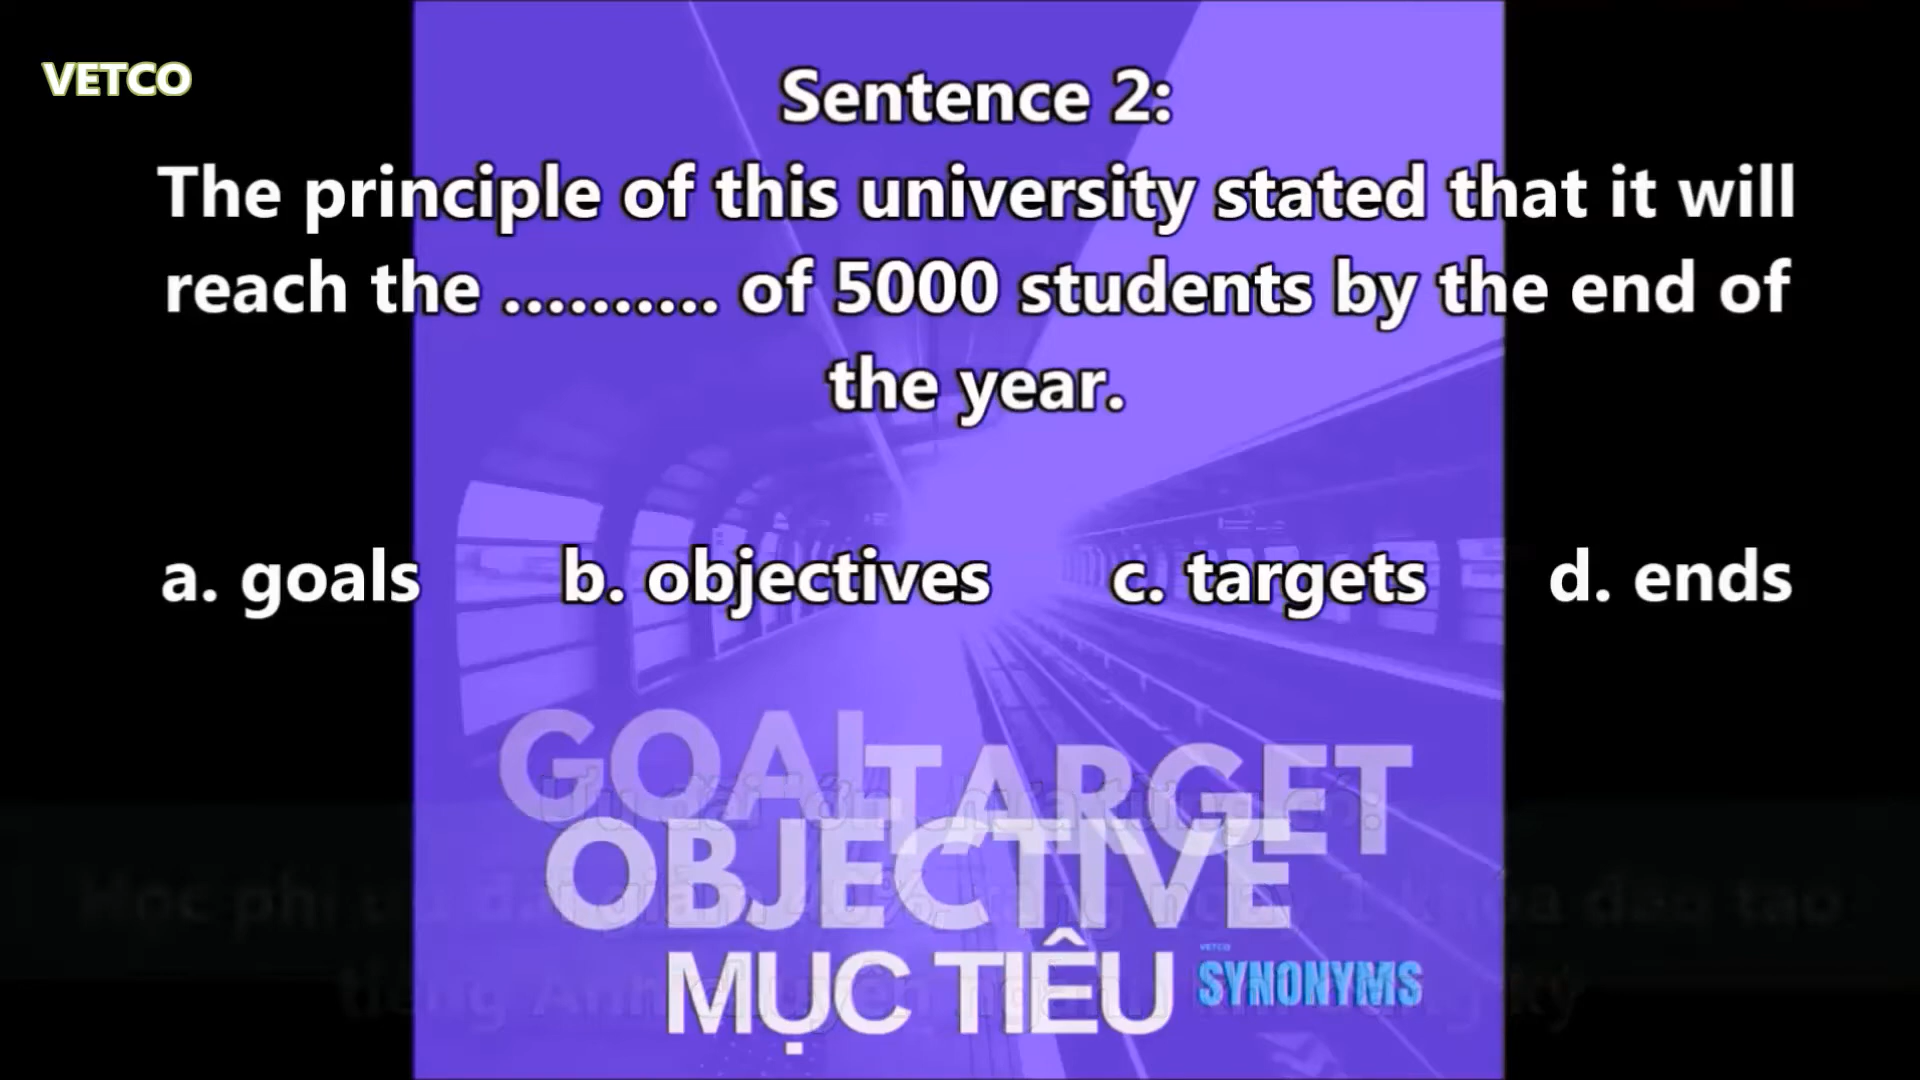 VETCO
Sentence 2:
The principle of this university stated that it will
reach the .......... of 5000 students by the end of
the year.
a. goals b. objectives c. targets d. ends
GOAL TARGET
OBJECTIVE
VETCO
MỤC TIÊU SYNONYMS